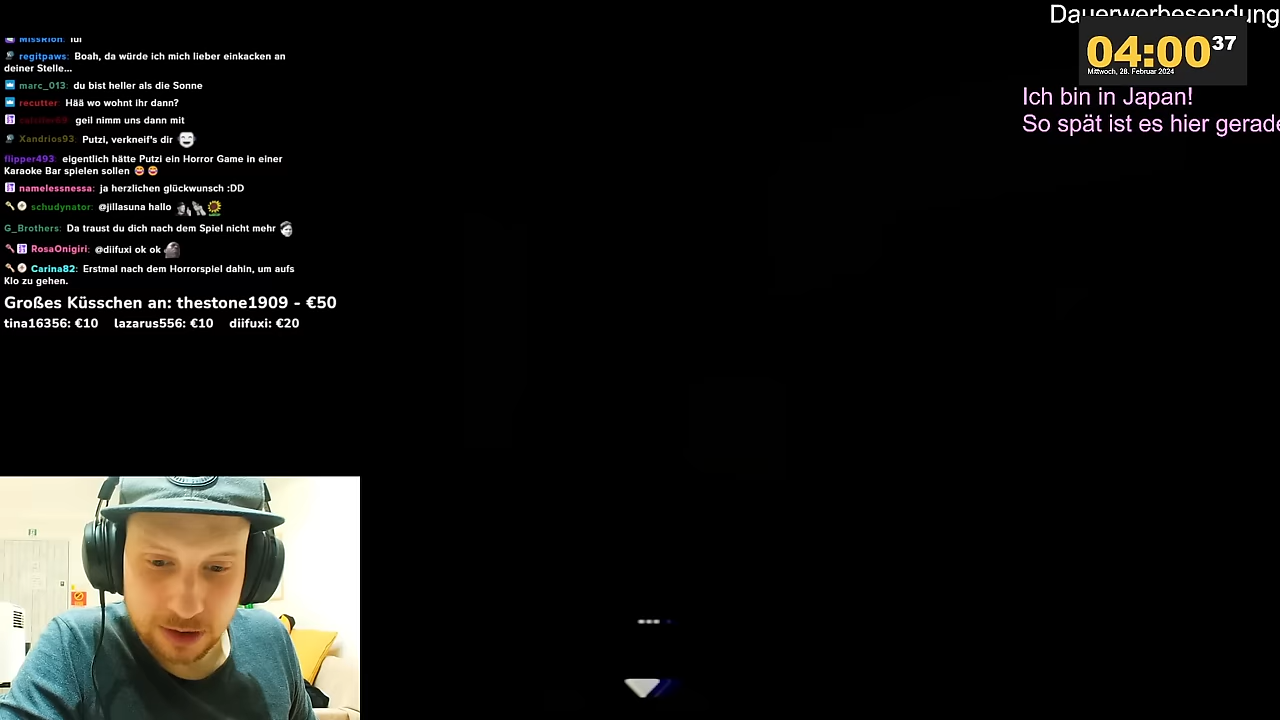 MissRion: lul
regitpaws: Boah, da würde ich mich lieber einkacken an
deiner Stelle...
marc_013: du bist heller als die Sonne
recutter: Hää wo wohnt ihr dann?
geil nimm uns dann mit
Xandrios93: Putzi, verkneif's dir
flipper493: eigentlich hätte Putzi ein Horror Game in einer
Karaoke Bar spielen sollen
namelessnessa: ja herzlichen glückwunsch :DD
schudynator: @jillasuna hallo
G_Brothers: Da traust du dich nach dem Spiel nicht mehr
RosaOnigiri: @diifuxi ok ok
Carina82: Erstmal nach dem Horrorspiel dahin, um aufs
Klo zu gehen.
Großes Küsschen an: thestone1909 - €50
tina16356: €10 lazarus556: €10 diifuxi: €20
Dauerwerbesendung
04:00 37
Mittwoch, 28. Februar 2024
Ich bin in Japan!
So spät ist es hier gerade
...